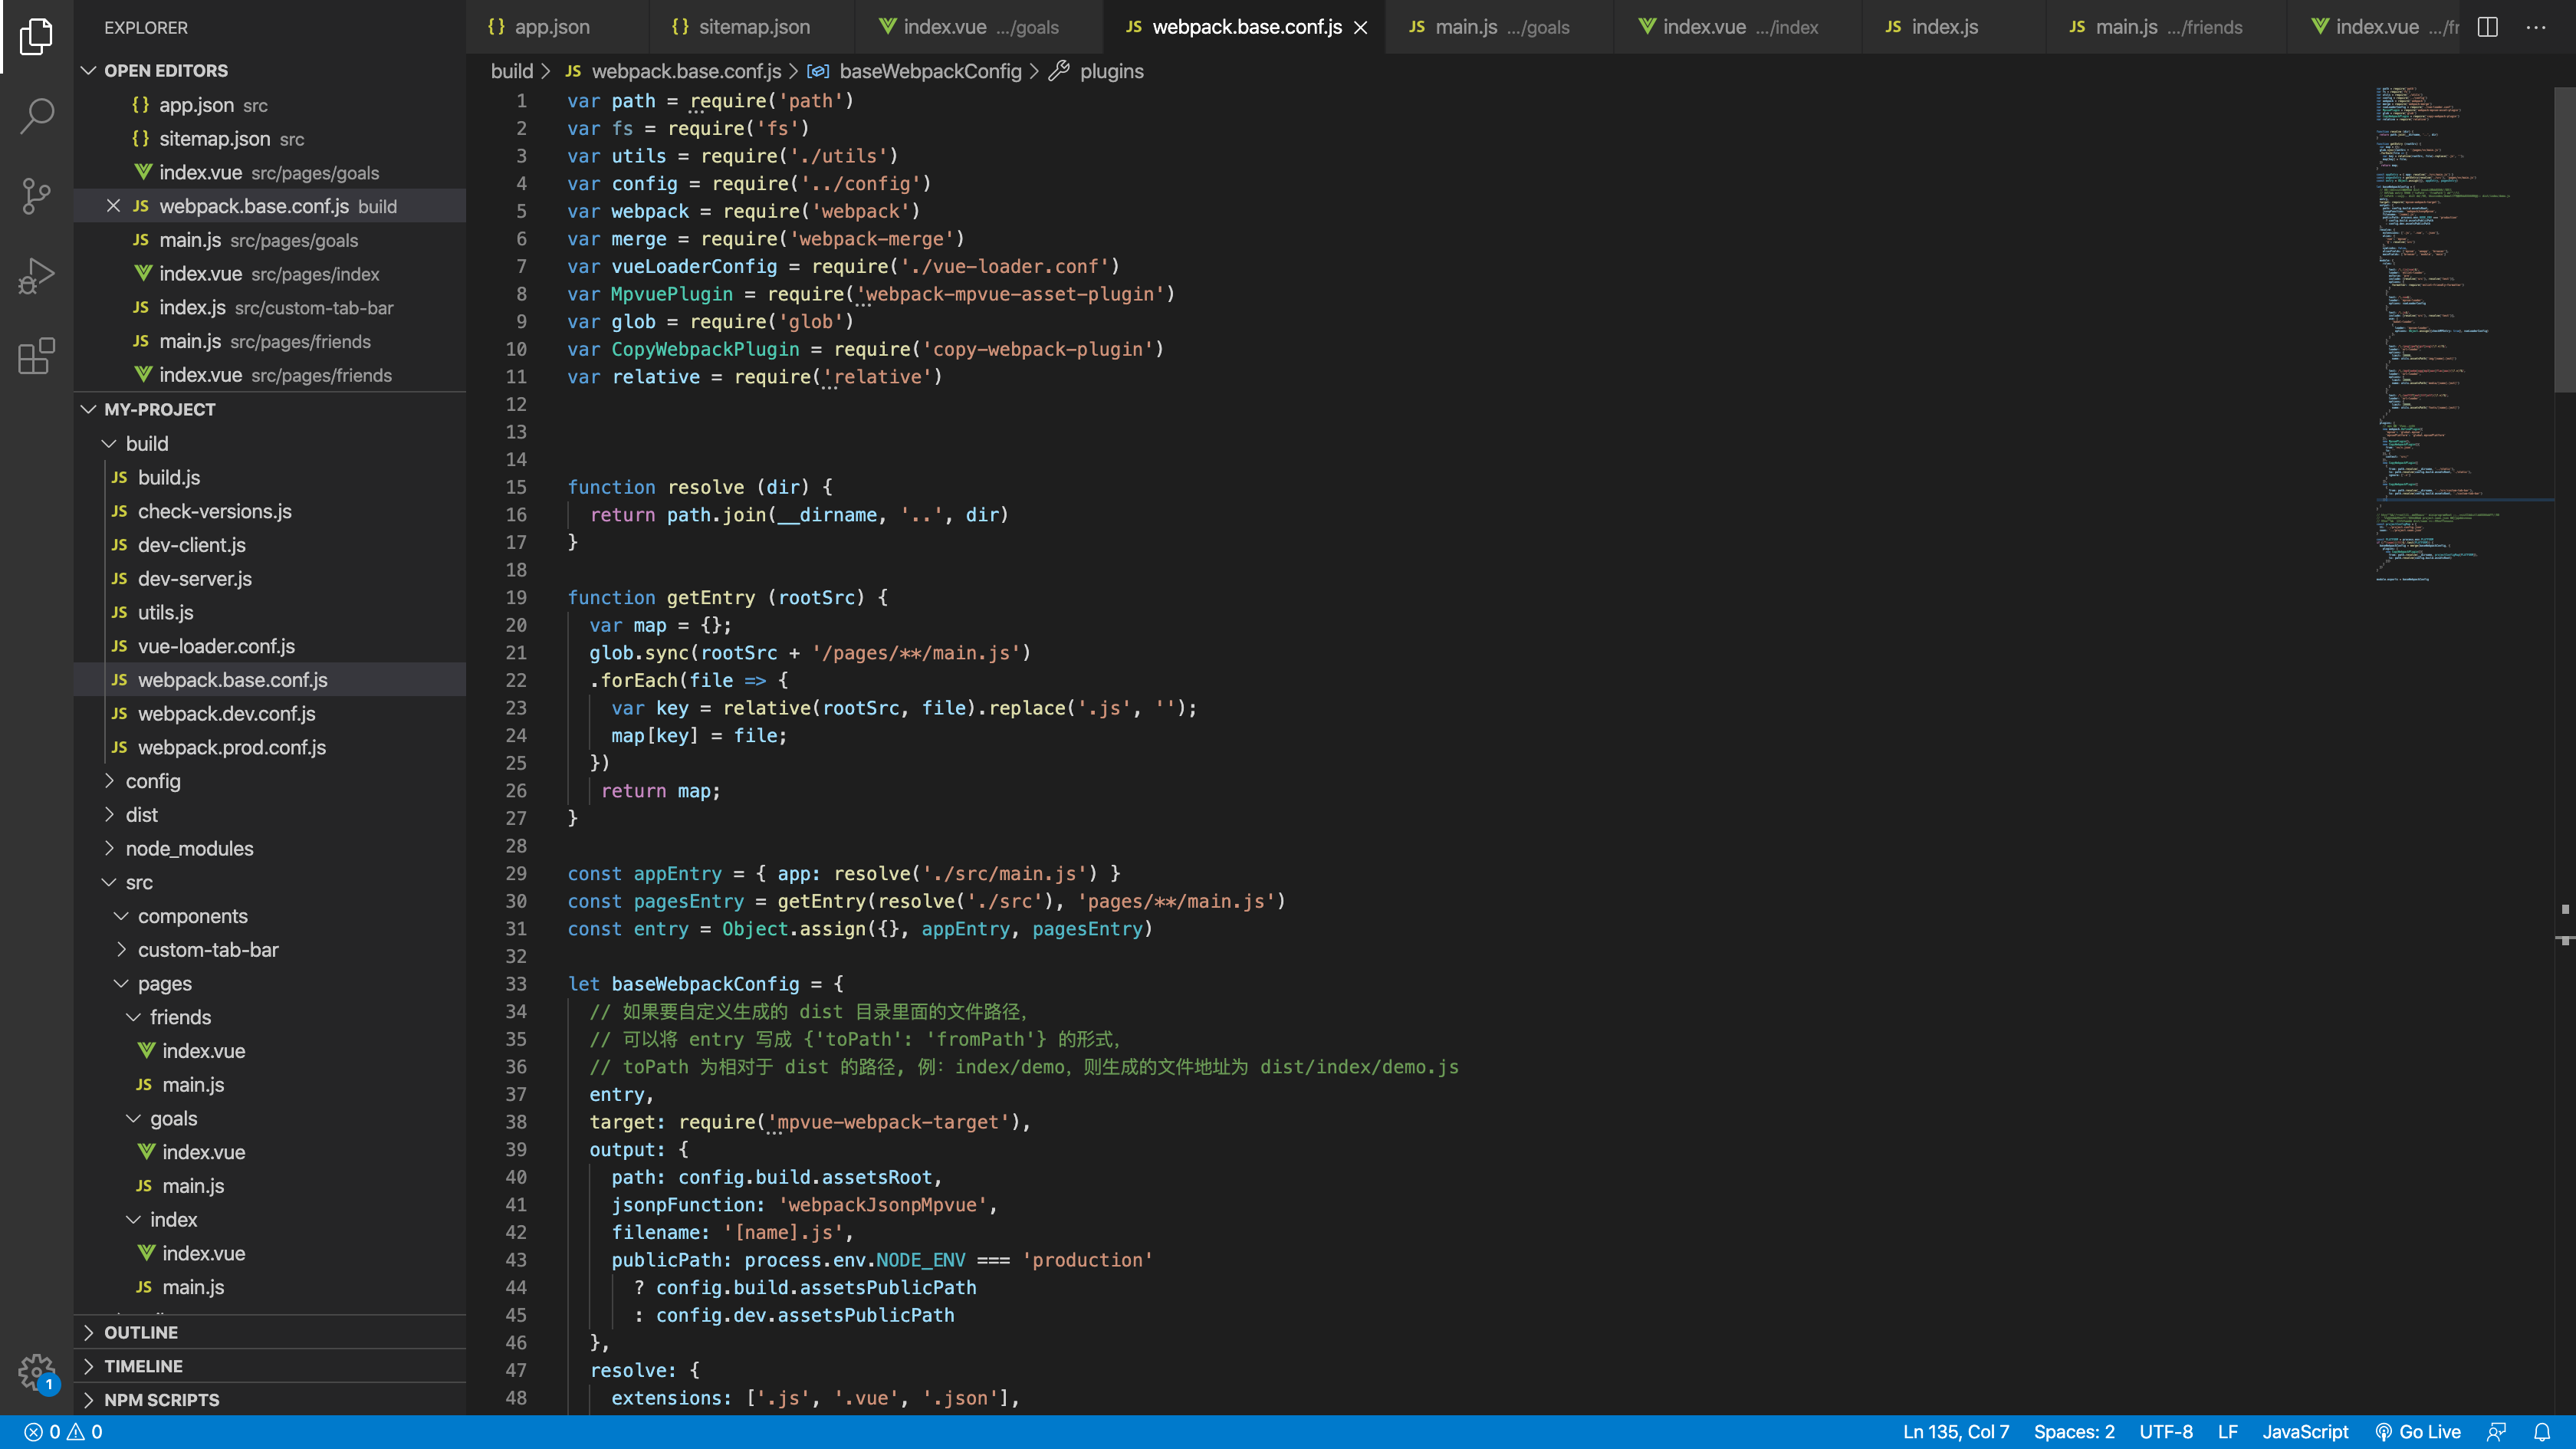 EXPLORER
OPEN EDITORS
{} app.json src
{} sitemap.json src
index.vue src/pages/goals
JS webpack.base.conf.js build
JS main.js src/pages/goals
index.vue src/pages/index
JS index.js src/custom-tab-bar
JS main.js src/pages/friends
index.vue src/pages/friends
MY-PROJECT
build
JS build.js
JS check-versions.js
JS dev-client.js
JS dev-server.js
JS utils.js
JS vue-loader.conf.js
JS webpack.base.conf.js
JS webpack.dev.conf.js
JS webpack.prod.conf.js
config
dist
node_modules
src
components
custom-tab-bar
pages
friends
index.vue
JS main.js
goals
index.vue
JS main.js
index
index.vue
JS main.js
OUTLINE
TIMELINE
NPM SCRIPTS
1
{} app.json
{} sitemap.json
index.vue .../goals
JS webpack.base.conf.js
JS main.js .../goals
index.vue .../index
JS index.js
JS main.js .../friends
index.vue .../fr
build > JS webpack.base.conf.js > baseWebpackConfig > plugins
1 var path = require('path')
2 var fs = require('fs')
3 var utils = require('./utils')
4 var config = require('../config')
5 var webpack = require('webpack')
6 var merge = require('webpack-merge')
7 var vueLoaderConfig = require('./vue-loader.conf')
8 var MpvuePlugin = require('webpack-mpvue-asset-plugin')
9 var glob = require('glob')
10 var CopyWebpackPlugin = require('copy-webpack-plugin')
11 var relative = require('relative')
12
13
14
15 function resolve (dir) {
16 return path.join(__dirname, '..', dir)
17 }
18
19 function getEntry (rootSrc) {
20 var map = {};
21 glob.sync(rootSrc + '/pages/**/main.js')
22 .forEach(file => {
23 var key = relative(rootSrc, file).replace('.js', '');
24 map[key] = file;
25 })
26 return map;
27 }
28
29 const appEntry = { app: resolve('./src/main.js') }
30 const pagesEntry = getEntry(resolve('./src'), 'pages/**/main.js')
31 const entry = Object.assign({}, appEntry, pagesEntry)
32
33 let baseWebpackConfig = {
34 // 如果要自定义生成的 dist 目录里面的文件路径，
35 // 可以将 entry 写成 {'toPath': 'fromPath'} 的形式，
36 // toPath 为相对于 dist 的路径, 例：index/demo，则生成的文件地址为 dist/index/demo.js
37 entry,
38 target: require('mpvue-webpack-target'),
39 output: {
40 path: config.build.assetsRoot,
41 jsonpFunction: 'webpackJsonpMpvue',
42 filename: '[name].js',
43 publicPath: process.env.NODE_ENV === 'production'
44 ? config.build.assetsPublicPath
45 : config.dev.assetsPublicPath
46 },
47 resolve: {
48 extensions: ['.js', '.vue', '.json'],
0 0
Ln 135, Col 7
Spaces: 2
UTF-8
LF
JavaScript
Go Live